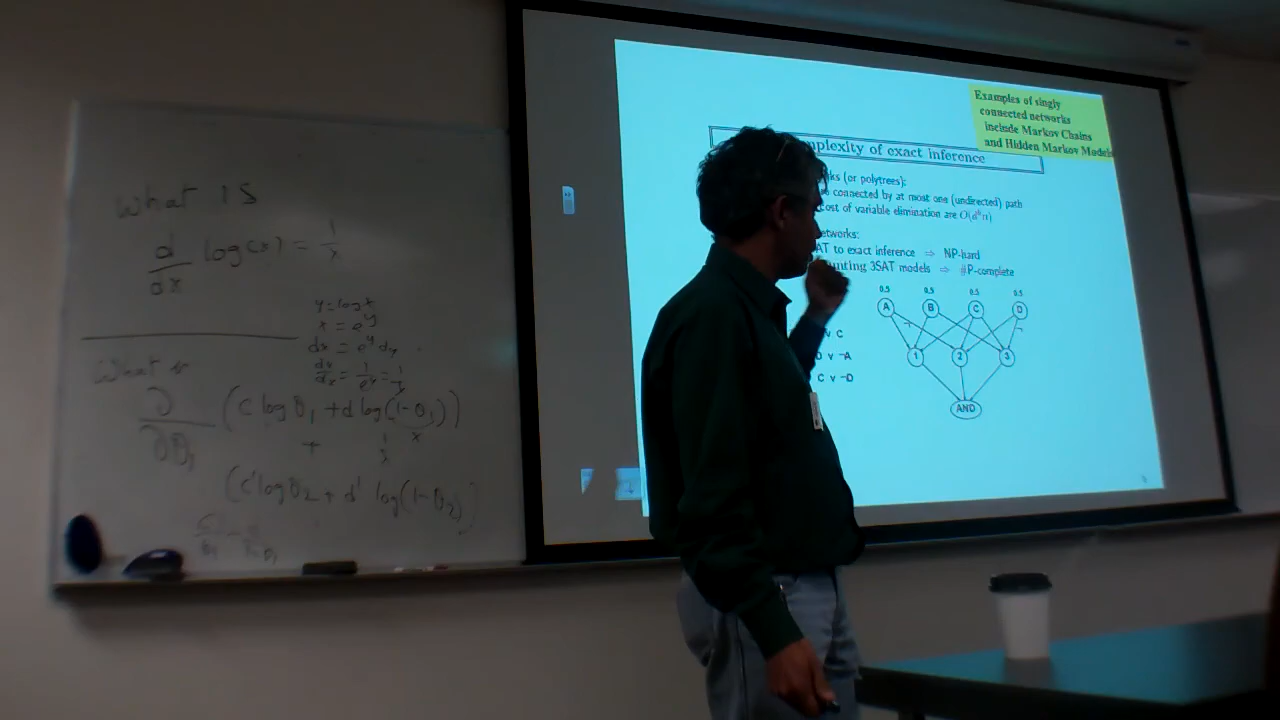 What IS
d/dx log(x) = 1/x
y = log x
x = e^y
dx = e^y dy
dy/dx = 1/e^y = 1/x
What is
∂/∂θ₁ (c log θ₁ + d log(1-θ₁))
+
1/x
x
(c' log θ₂ + d' log(1-θ₂))
Examples of singly
connected networks
include Markov Chains
and Hidden Markov Models
mplexity of exact inference
ks (or polytrees):
connected by at most one (undirected) path
cost of variable elimination are O(d^k n)
etworks:
AT to exact inference ⇒ NP-hard
unting 3SAT models ⇒ #P-complete
0.5 0.5 0.5 0.5
A B C D
v C
v ¬A
C v ¬D
1 2 3
AND